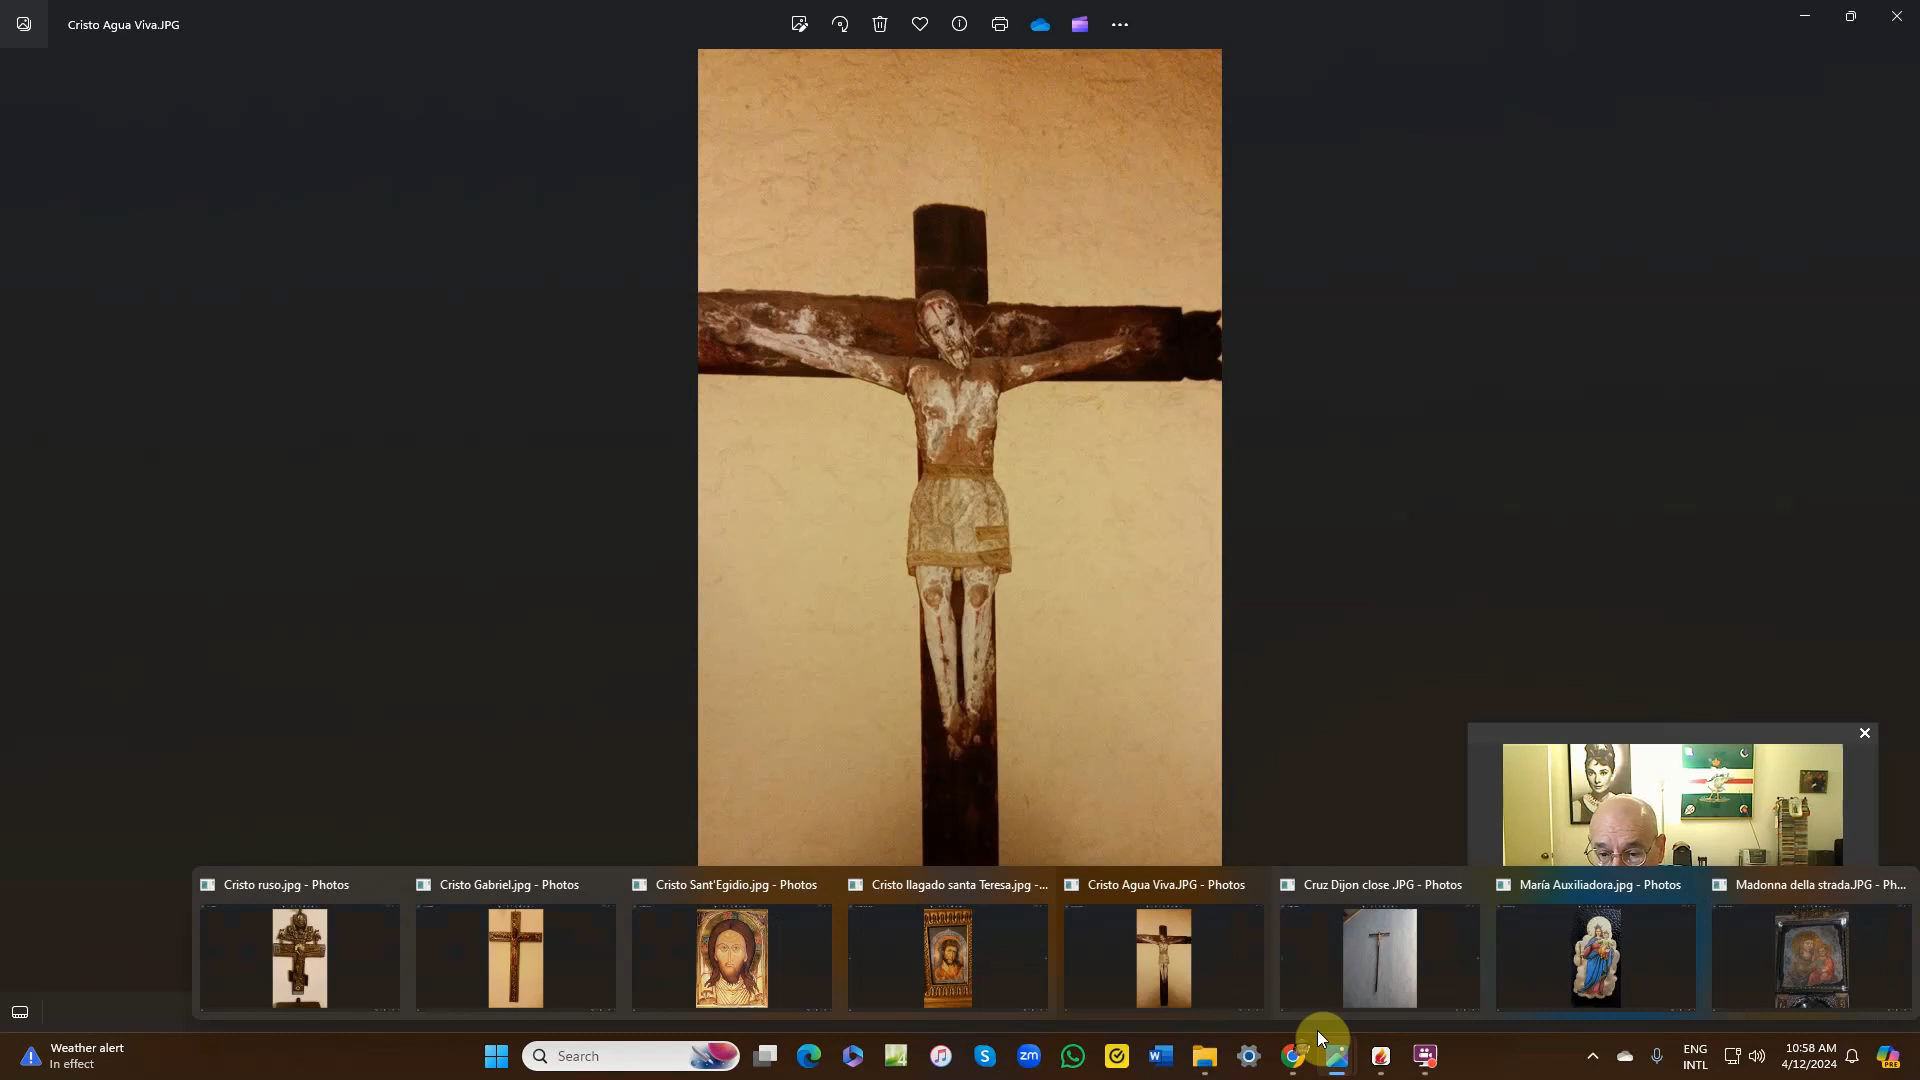 Cristo Agua Viva.JPG
Cristo ruso.jpg - Photos
Cristo Gabriel.jpg - Photos
Cristo Sant'Egidio.jpg - Photos
Cristo llagado santa Teresa.jpg -...
Cristo Agua Viva.JPG - Photos
Cruz Dijon close .JPG - Photos
María Auxiliadora.jpg - Photos
Madonna della strada.JPG - Ph...
Weather alert
In effect
Search
zm
ENG
INTL
10:58 AM
4/12/2024
PRE